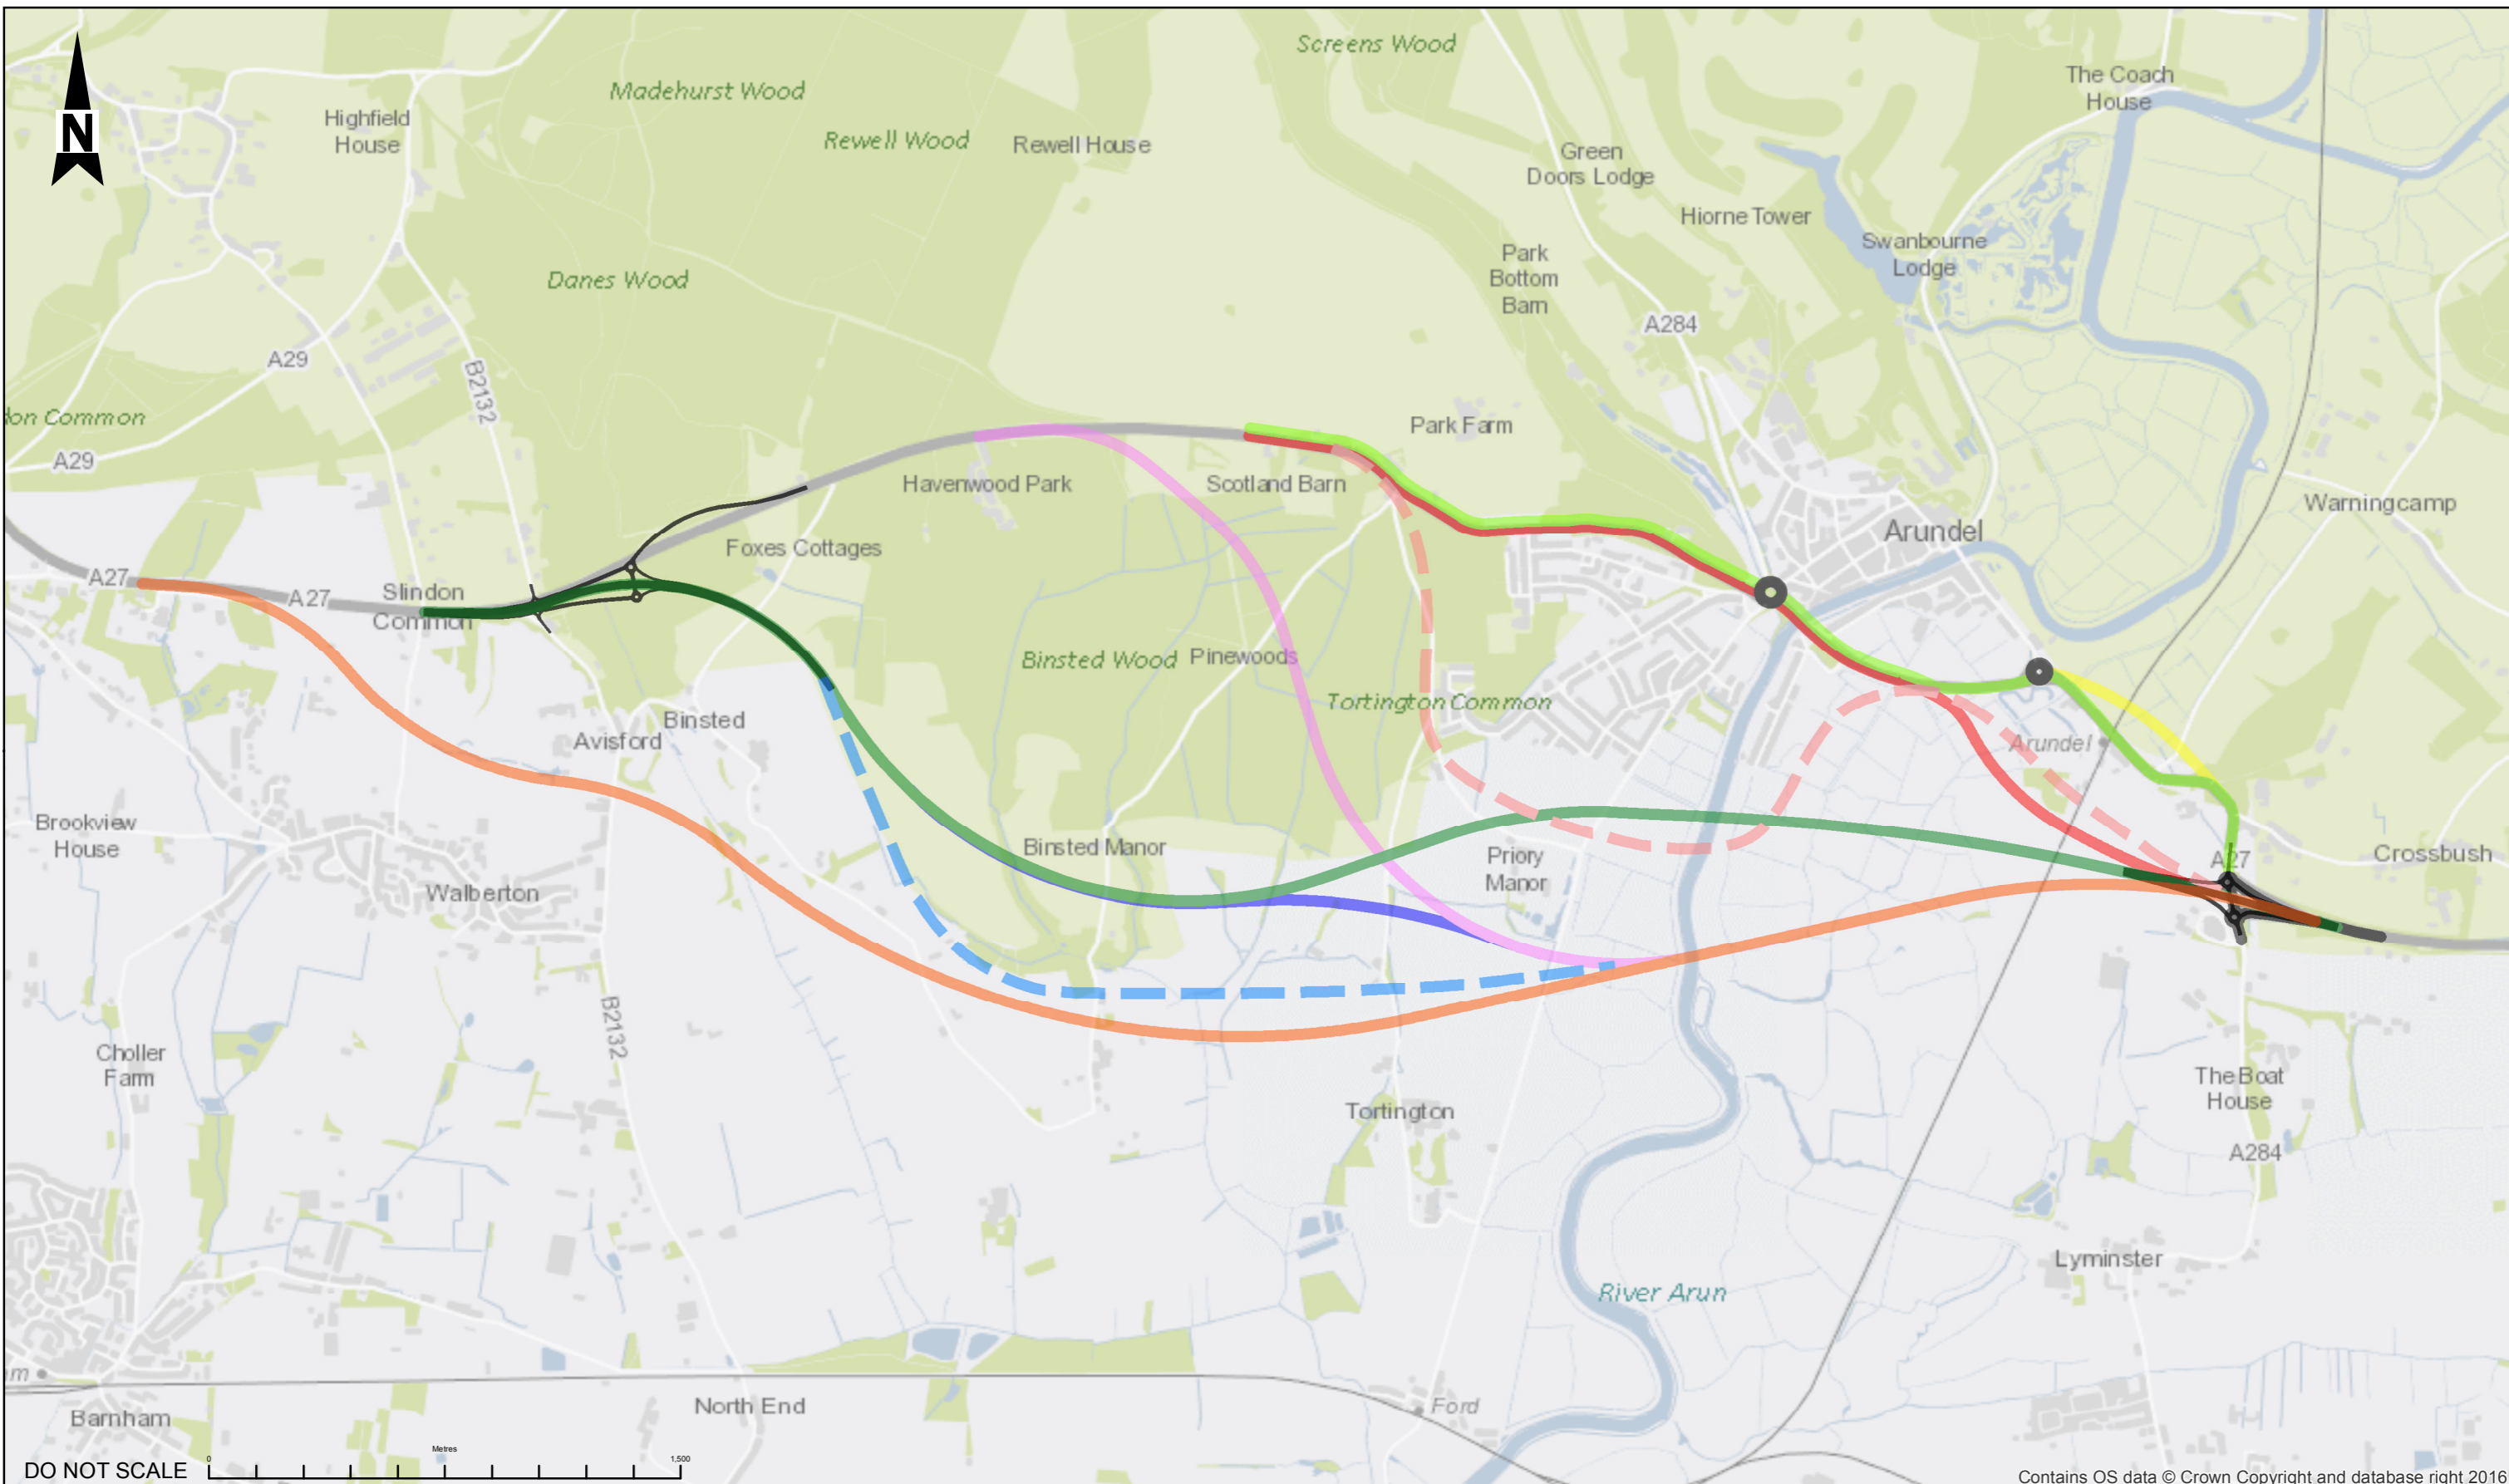 Screens Wood
The Coach
House
Madehurst Wood
Highfield
House
N
Rewell Wood
Rewell House
Green
Doors Lodge
Hiorne Tower
Swanbourne
Lodge
Park
Bottom
Barn
Danes Wood
A284
A29
B2132
don Common
A29
Park Farm
Havenwood Park
Scotland Barn
Warningcamp
Arundel
Foxes Cottages
A27
A27
Slindon
Common
Binsted Wood
Pinewoods
Tortington Common
Binsted
Avisford
Arundel
Brookview
House
Binsted Manor
Priory
Manor
A27
Crossbush
Walberton
B2132
Choller
Farm
The Boat
House
Tortington
A284
Lyminster
River Arun
m
North End
Ford
Barnham
Metres
0
1,500
DO NOT SCALE
Contains OS data © Crown Copyright and database right 2016